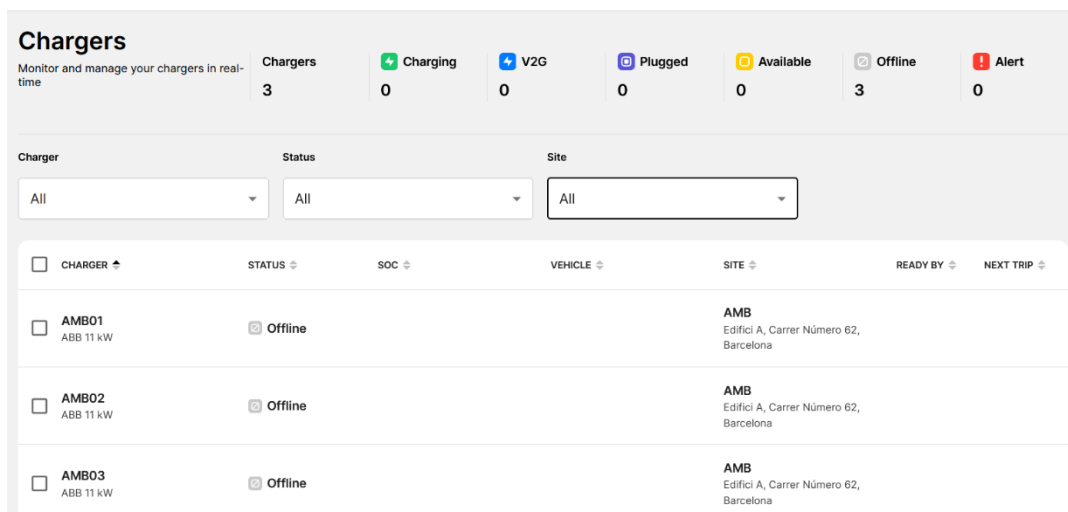 Chargers
Monitor and manage your chargers in real-
time
Chargers
3
Charging
0
V2G
0
Plugged
0
Available
0
Offline
3
Alert
0
Charger
Status
Site
All
All
All
CHARGER STATUS SOC VEHICLE SITE READY BY NEXT TRIP
AMB01
ABB 11 kW
Offline
AMB
Edifici A, Carrer Número 62,
Barcelona
AMB02
ABB 11 kW
Offline
AMB
Edifici A, Carrer Número 62,
Barcelona
AMB03
ABB 11 kW
Offline
AMB
Edifici A, Carrer Número 62,
Barcelona